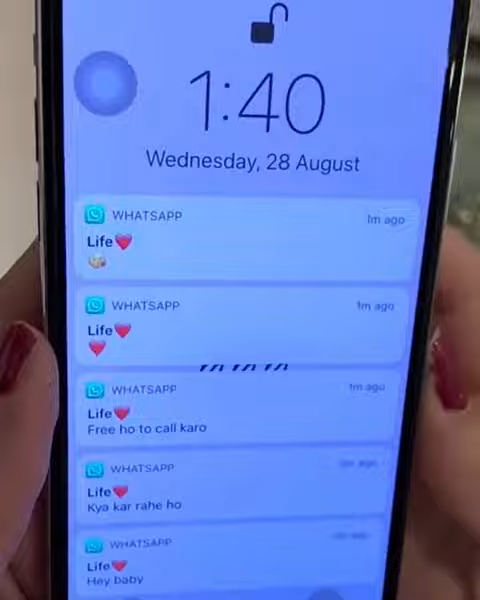 1:40
Wednesday, 28 August
WHATSAPP 1m ago
Life❤️
😘
WHATSAPP 1m ago
Life❤️
❤️
WHATSAPP 1m ago
Life❤️
Free ho to call karo
WHATSAPP
Life❤️
Kya kar rahe ho
WHATSAPP
Life❤️
Hey baby